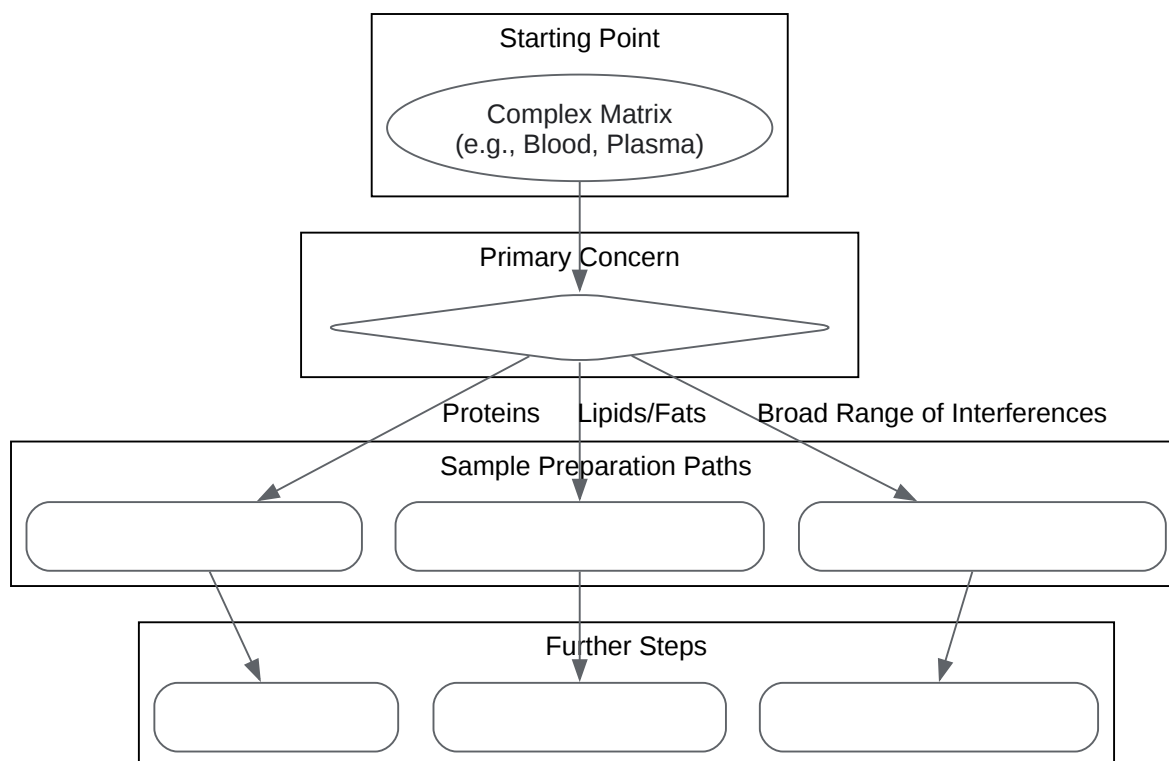 Starting Point
Complex Matrix
(e.g., Blood, Plasma)
Primary Concern
Proteins
Lipids/Fats
Broad Range of Interferences
Sample Preparation Paths
Further Steps